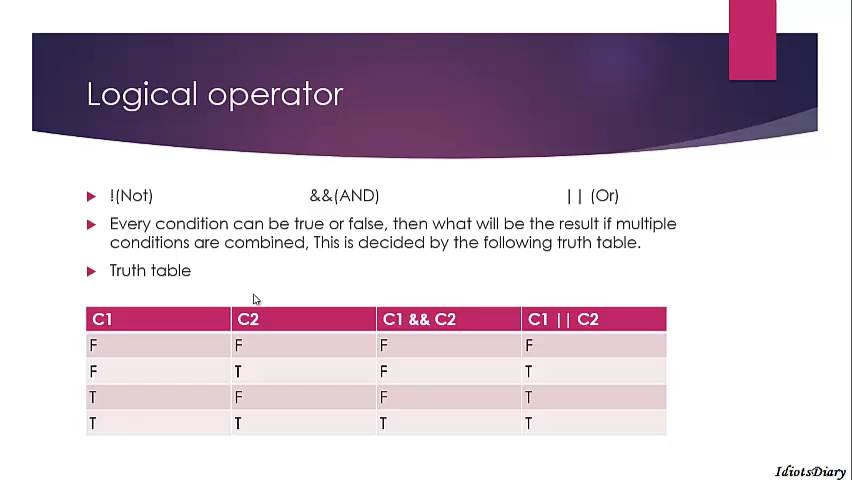 Logical operator
!(Not) &&(AND) || (Or)
Every condition can be true or false, then what will be the result if multiple
conditions are combined, This is decided by the following truth table.
Truth table
C1 C2 C1 && C2 C1 || C2
F F F F
F T F T
T F F T
T T T T
IdiotsDiary